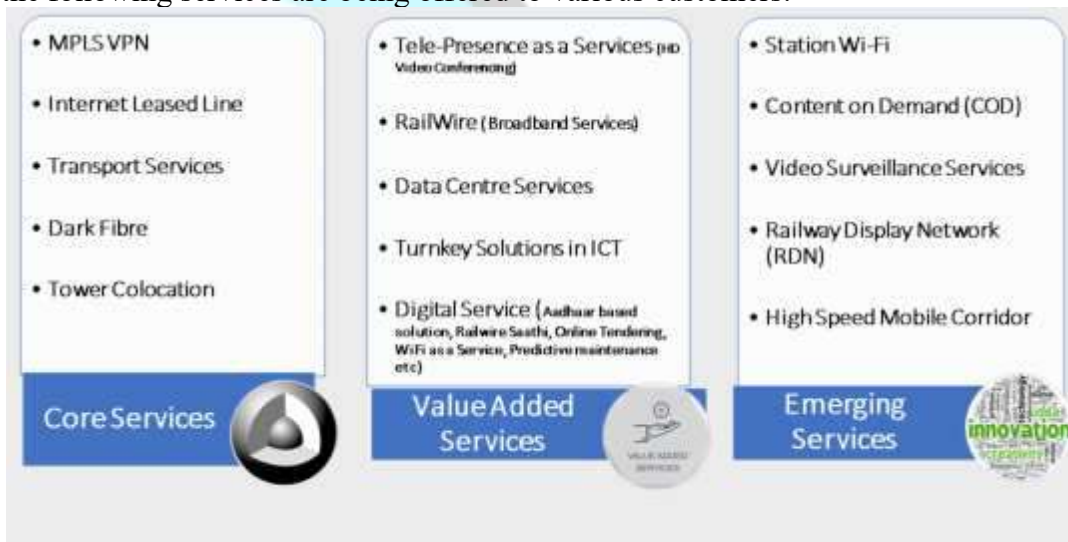 the following services are being offered to various customers:
• MPLS VPN
• Internet Leased Line
• Transport Services
• Dark Fibre
• Tower Colocation
Core Services
• Tele-Presence as a Services (HD
Video Conferencing)
• RailWire (Broadband Services)
• Data Centre Services
• Turnkey Solutions in ICT
• Digital Service (Aadhaar based
solution, Railwire Saathi, Online Tendering,
WiFi as a Service, Predictive maintenance
etc)
Value Added
Services
VALUE ADDED
SERVICES
• Station Wi-Fi
• Content on Demand (COD)
• Video Surveillance Services
• Railway Display Network
(RDN)
• High Speed Mobile Corridor
Emerging
Services
innovation